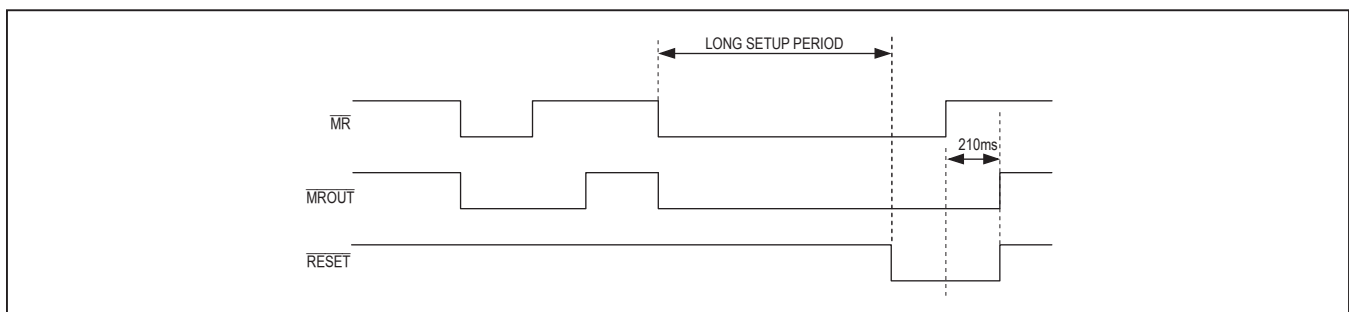 LONG SETUP PERIOD
MR
210ms
MROUT
RESET